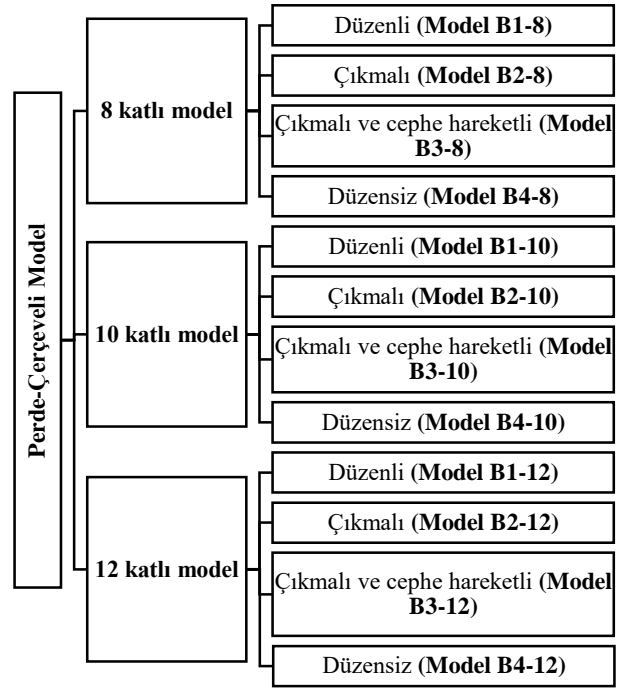 Perde-Çerçeveli Model
8 katlı model
Düzenli (Model B1-8)
Çıkmalı (Model B2-8)
Çıkmalı ve cephe hareketli (Model
B3-8)
Düzensiz (Model B4-8)
10 katlı model
Düzenli (Model B1-10)
Çıkmalı (Model B2-10)
Çıkmalı ve cephe hareketli (Model
B3-10)
Düzensiz (Model B4-10)
12 katlı model
Düzenli (Model B1-12)
Çıkmalı (Model B2-12)
Çıkmalı ve cephe hareketli (Model
B3-12)
Düzensiz (Model B4-12)